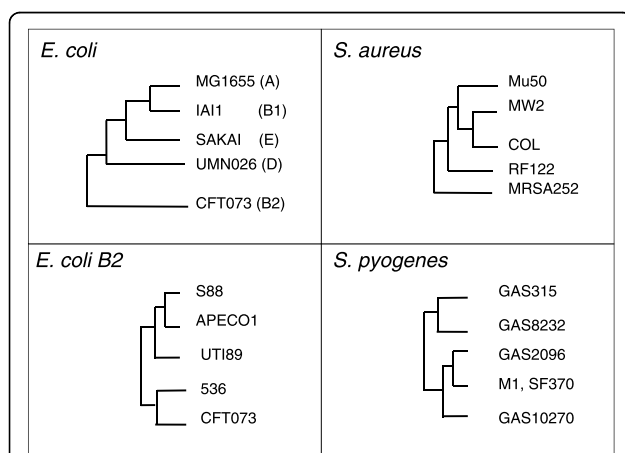 E. coli
MG1655 (A)
IAI1 (B1)
SAKAI (E)
UMN026 (D)
CFT073 (B2)
S. aureus
Mu50
MW2
COL
RF122
MRSA252
E. coli B2
S88
APECO1
UTI89
536
CFT073
S. pyogenes
GAS315
GAS8232
GAS2096
M1, SF370
GAS10270